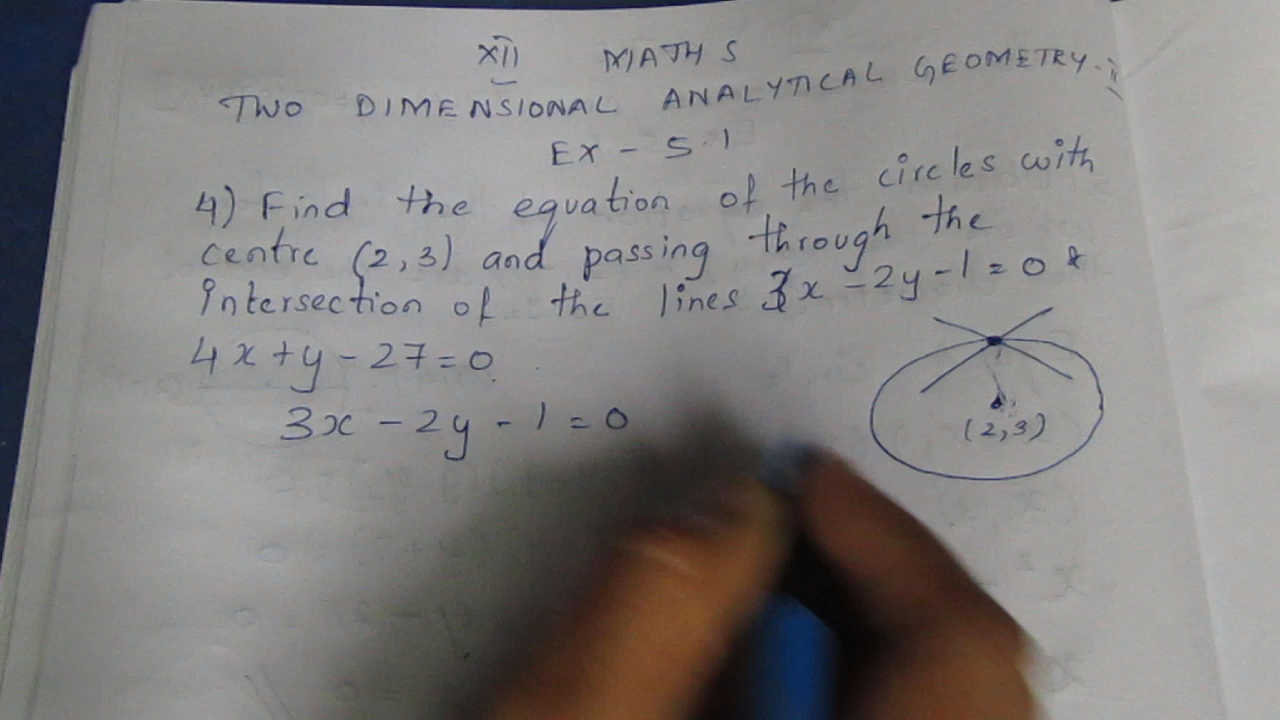 XII MATHS
TWO DIMENSIONAL ANALYTICAL GEOMETRY.
EX - 5.1
4) Find the equation of the circles with
centre (2,3) and passing through the
intersection of the lines 3x - 2y - 1 = 0 &
4x + y - 27 = 0
3x - 2y - 1 = 0
(2,3)